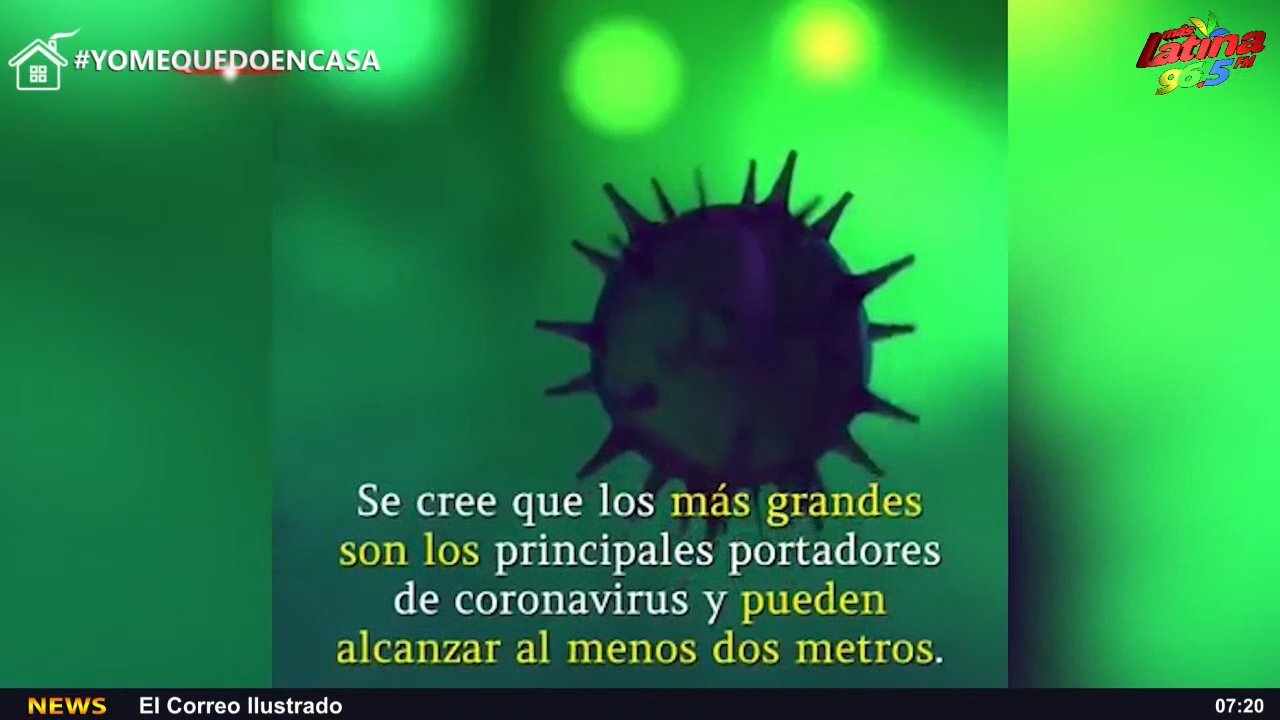 #YOMEQUEDOENCASA
más
Latina
96.5 FM
Se cree que los más grandes
son los principales portadores
de coronavirus y pueden
alcanzar al menos dos metros.
NEWS El Correo Ilustrado 07:20